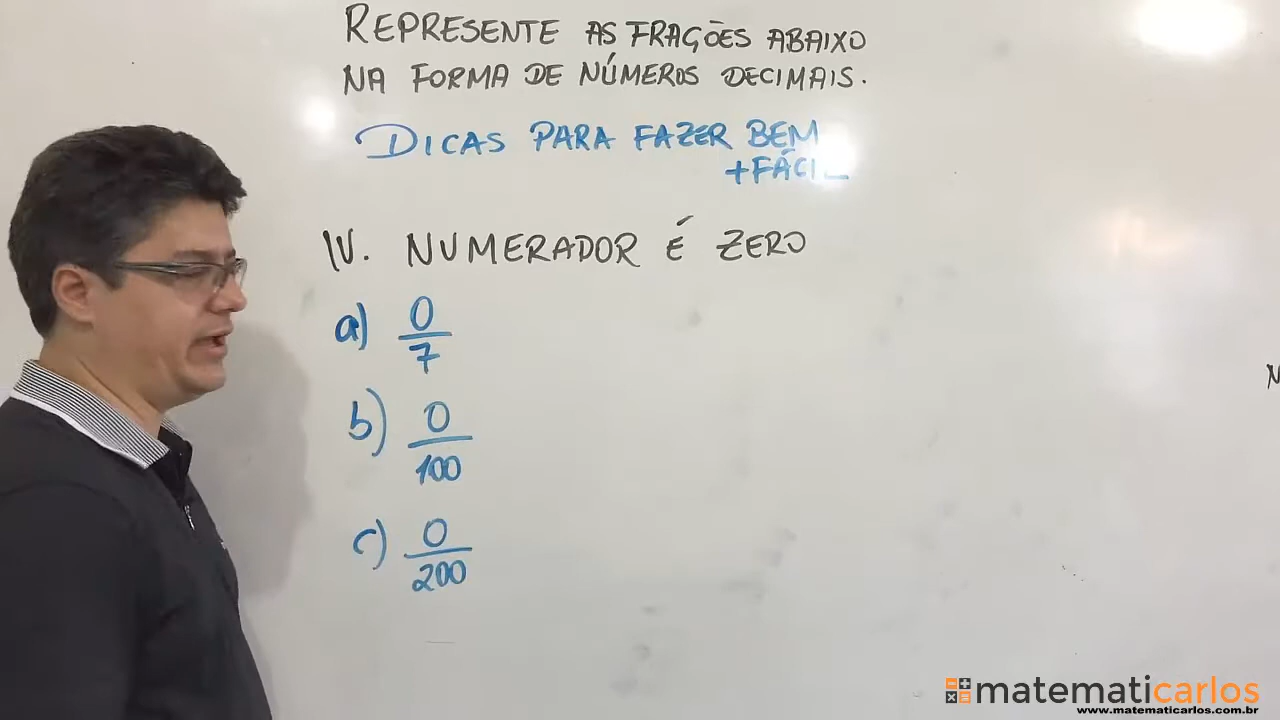 REPRESENTE AS FRAÇÕES ABAIXO
NA FORMA DE NÚMEROS DECIMAIS.
DICAS PARA FAZER BEM
+FÁCIL
IV. NUMERADOR É ZERO
a) 0/7
b) 0/100
c) 0/200
matematicarlos
www.matematicarlos.com.br